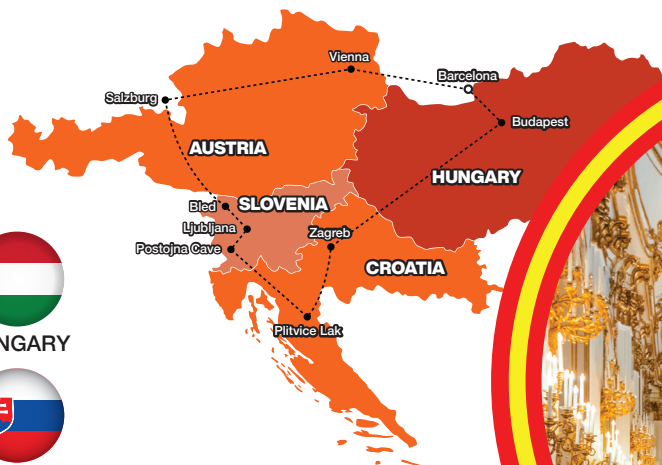 Vienna
Barcelona
Salzburg
Budapest
AUSTRIA
HUNGARY
Bled
SLOVENIA
Ljubljana
Zagreb
Postojna Cave
CROATIA
Plitvice Lak
NGARY